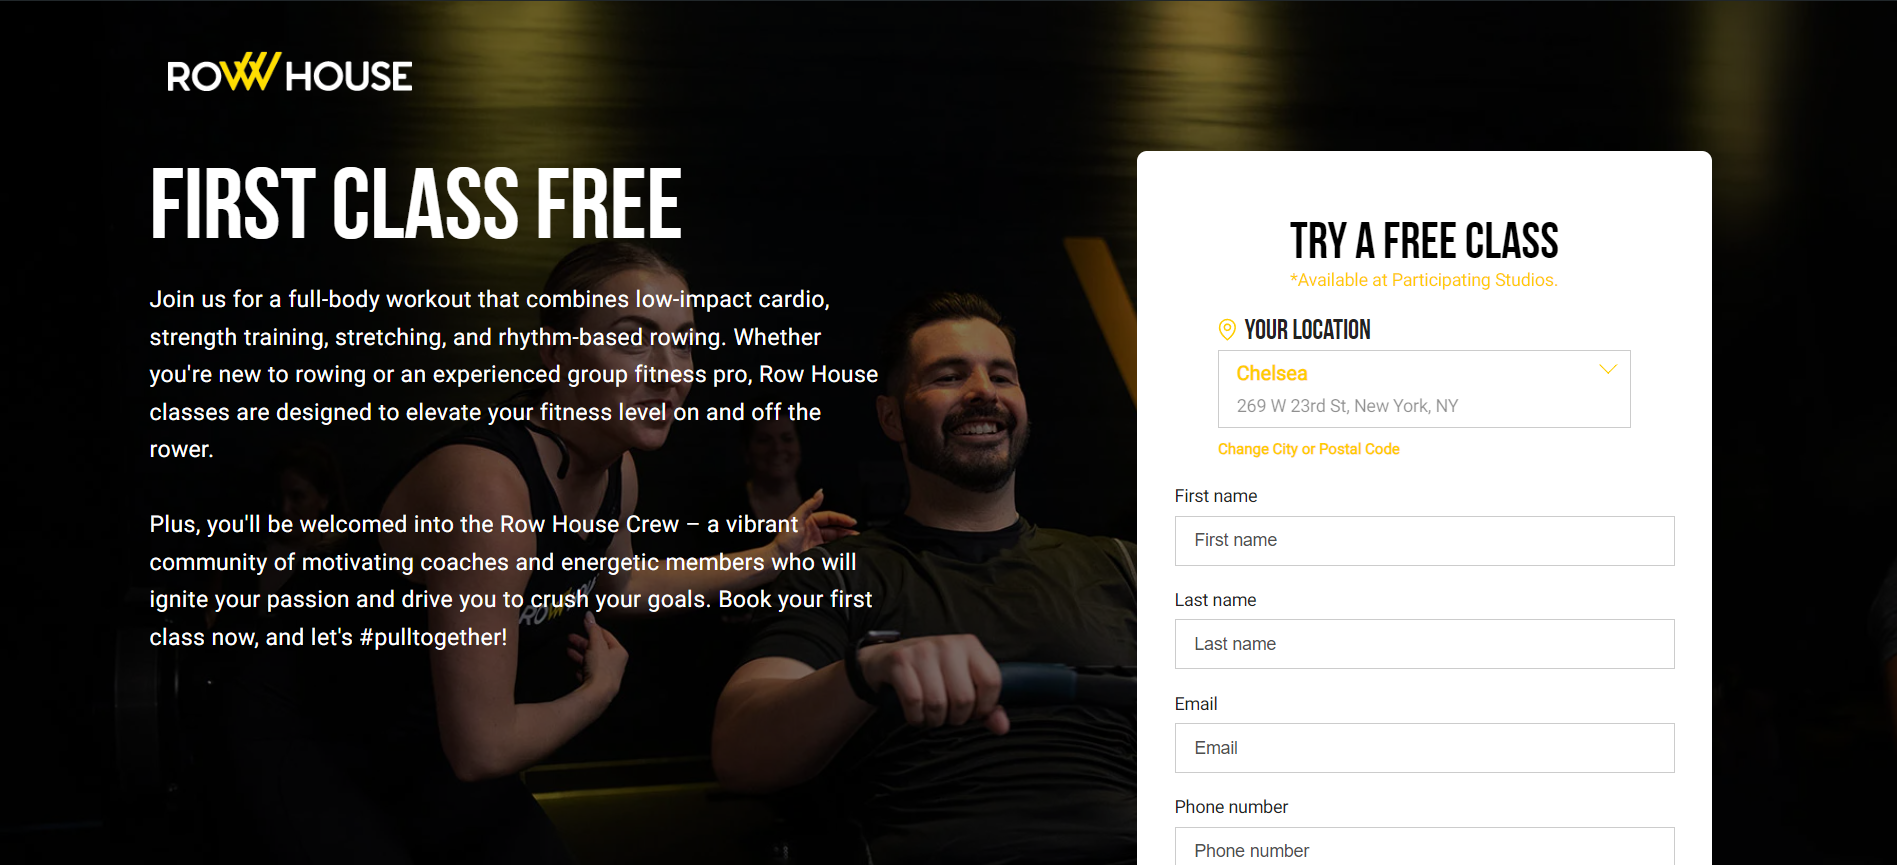 ROW HOUSE
FIRST CLASS FREE
Join us for a full-body workout that combines low-impact cardio,
strength training, stretching, and rhythm-based rowing. Whether
you're new to rowing or an experienced group fitness pro, Row House
classes are designed to elevate your fitness level on and off the
rower.
Plus, you'll be welcomed into the Row House Crew – a vibrant
community of motivating coaches and energetic members who will
ignite your passion and drive you to crush your goals. Book your first
class now, and let's #pulltogether!
TRY A FREE CLASS
*Available at Participating Studios.
YOUR LOCATION
Chelsea
269 W 23rd St, New York, NY
Change City or Postal Code
First name
First name
Last name
Last name
Email
Email
Phone number
Phone number